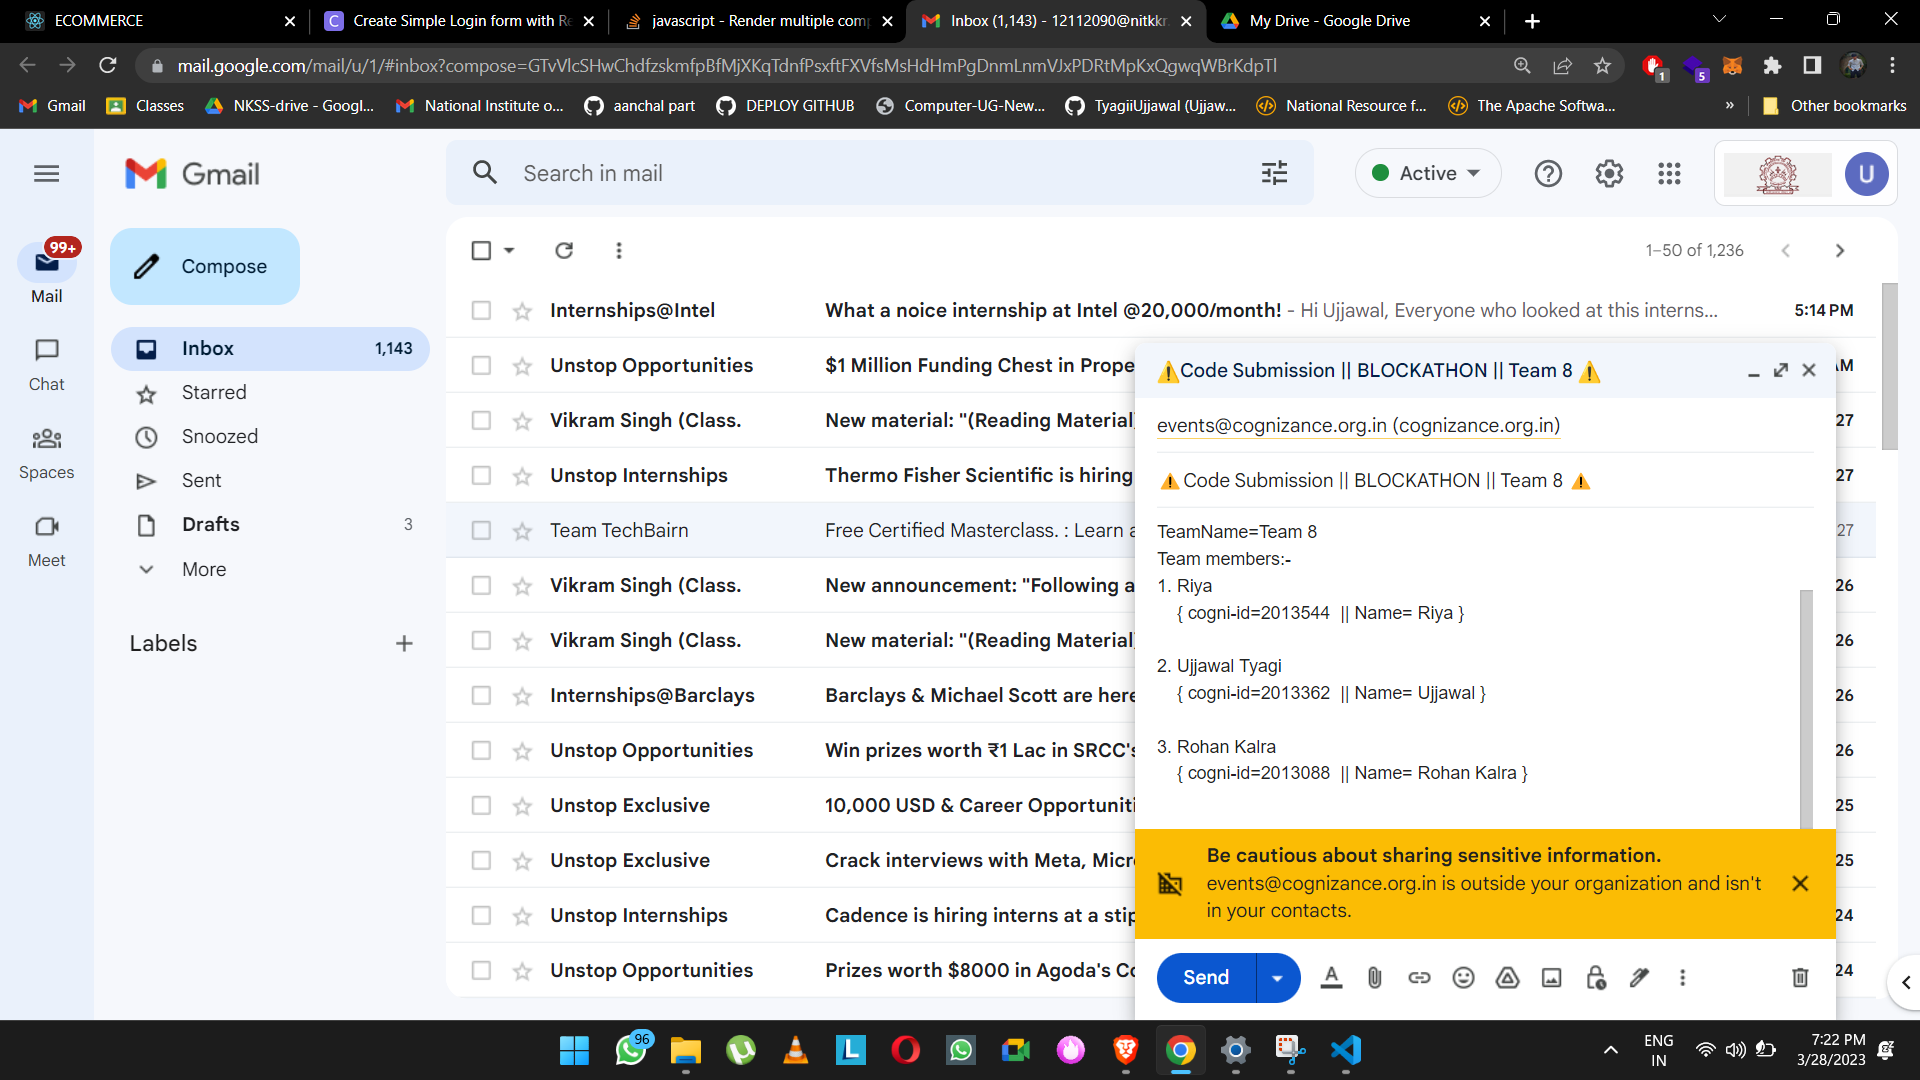 ECOMMERCE
Create Simple Login form with Re
javascript - Render multiple comp
Inbox (1,143) - 12112090@nitkkr.
My Drive - Google Drive
mail.google.com/mail/u/1/#inbox?compose=GTvVlcSHwChdfzskmfpBfMjXKqTdnfPsxftFXVfsMsHdHmPgDnmLnmVJxPDRtMpKxQgwqWBrKdpTl
1
5
Gmail
Classes
NKSS-drive - Googl...
National Institute o...
aanchal part
DEPLOY GITHUB
Computer-UG-New...
TyagiiUjjawal (Ujjaw...
National Resource f...
The Apache Softwa...
»
Other bookmarks
Gmail
Search in mail
Active
U
99+
Mail
Chat
Spaces
Meet
Compose
Inbox 1,143
Starred
Snoozed
Sent
Drafts 3
More
Labels
1–50 of 1,236
Internships@Intel What a noice internship at Intel @20,000/month! - Hi Ujjawal, Everyone who looked at this interns... 5:14 PM
Unstop Opportunities $1 Million Funding Chest in Prope AM
Vikram Singh (Class. New material: "(Reading Material) 27
Unstop Internships Thermo Fisher Scientific is hiring 27
Team TechBairn Free Certified Masterclass. : Learn a 27
Vikram Singh (Class. New announcement: "Following a 26
Vikram Singh (Class. New material: "(Reading Material) 26
Internships@Barclays Barclays & Michael Scott are here 26
Unstop Opportunities Win prizes worth ₹1 Lac in SRCC's 26
Unstop Exclusive 10,000 USD & Career Opportuniti 25
Unstop Exclusive Crack interviews with Meta, Micr 25
Unstop Internships Cadence is hiring interns at a stip 24
Unstop Opportunities Prizes worth $8000 in Agoda's Co 24
⚠️Code Submission || BLOCKATHON || Team 8 ⚠️
events@cognizance.org.in (cognizance.org.in)
⚠️Code Submission || BLOCKATHON || Team 8 ⚠️
TeamName=Team 8
Team members:-
1. Riya
{ cogni-id=2013544 || Name= Riya }
2. Ujjawal Tyagi
{ cogni-id=2013362 || Name= Ujjawal }
3. Rohan Kalra
{ cogni-id=2013088 || Name= Rohan Kalra }
Be cautious about sharing sensitive information.
events@cognizance.org.in is outside your organization and isn't
in your contacts.
Send
96
L
ENG
IN
7:22 PM
3/28/2023